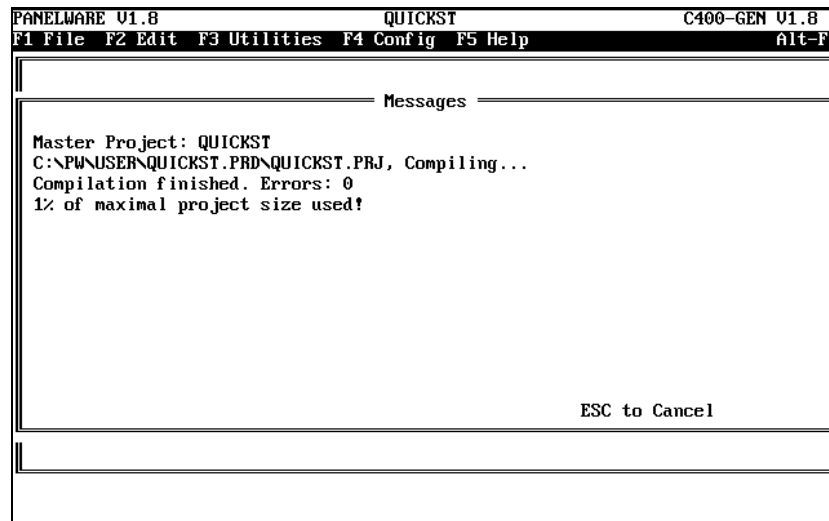 PANELWARE V1.8 QUICKST C400-GEN V1.8
F1 File F2 Edit F3 Utilities F4 Config F5 Help Alt-F
Messages
Master Project: QUICKST
C:\PW\USER\QUICKST.PRD\QUICKST.PRJ, Compiling...
Compilation finished. Errors: 0
1% of maximal project size used!
ESC to Cancel